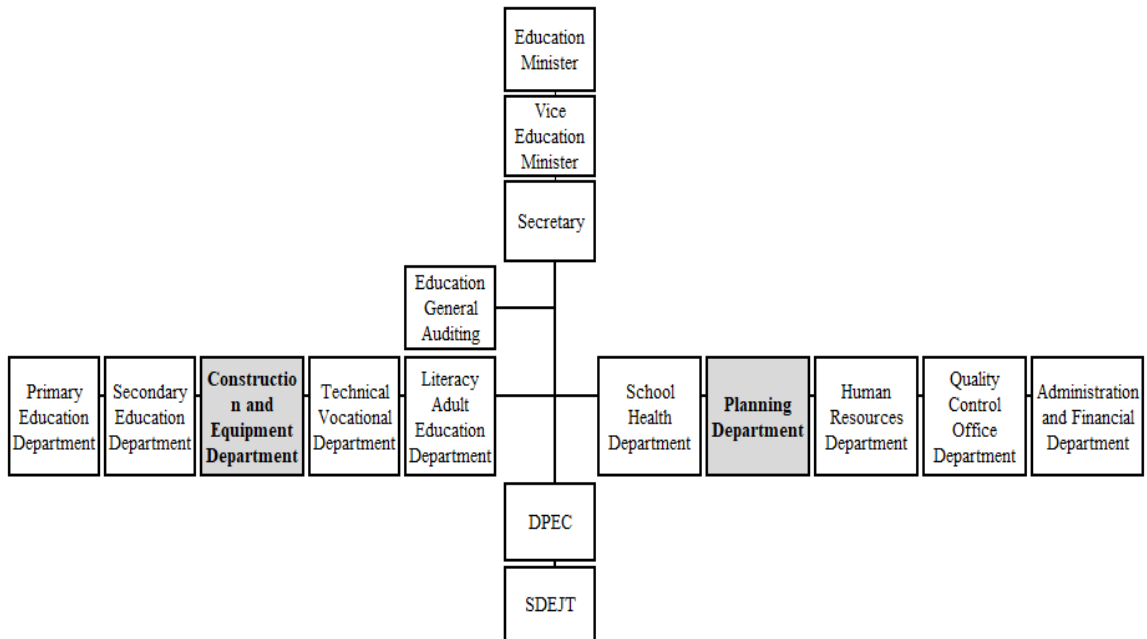 Education
Minister
Vice
Education
Minister
Secretary
Education
General
Auditing
Primary
Education
Department
Secondary
Education
Department
Constructio
n and
Equipment
Department
Technical
Vocational
Department
Literacy
Adult
Education
Department
School
Health
Department
Planning
Department
Human
Resources
Department
Quality
Control
Office
Department
Administration
and Financial
Department
DPEC
SDEJT